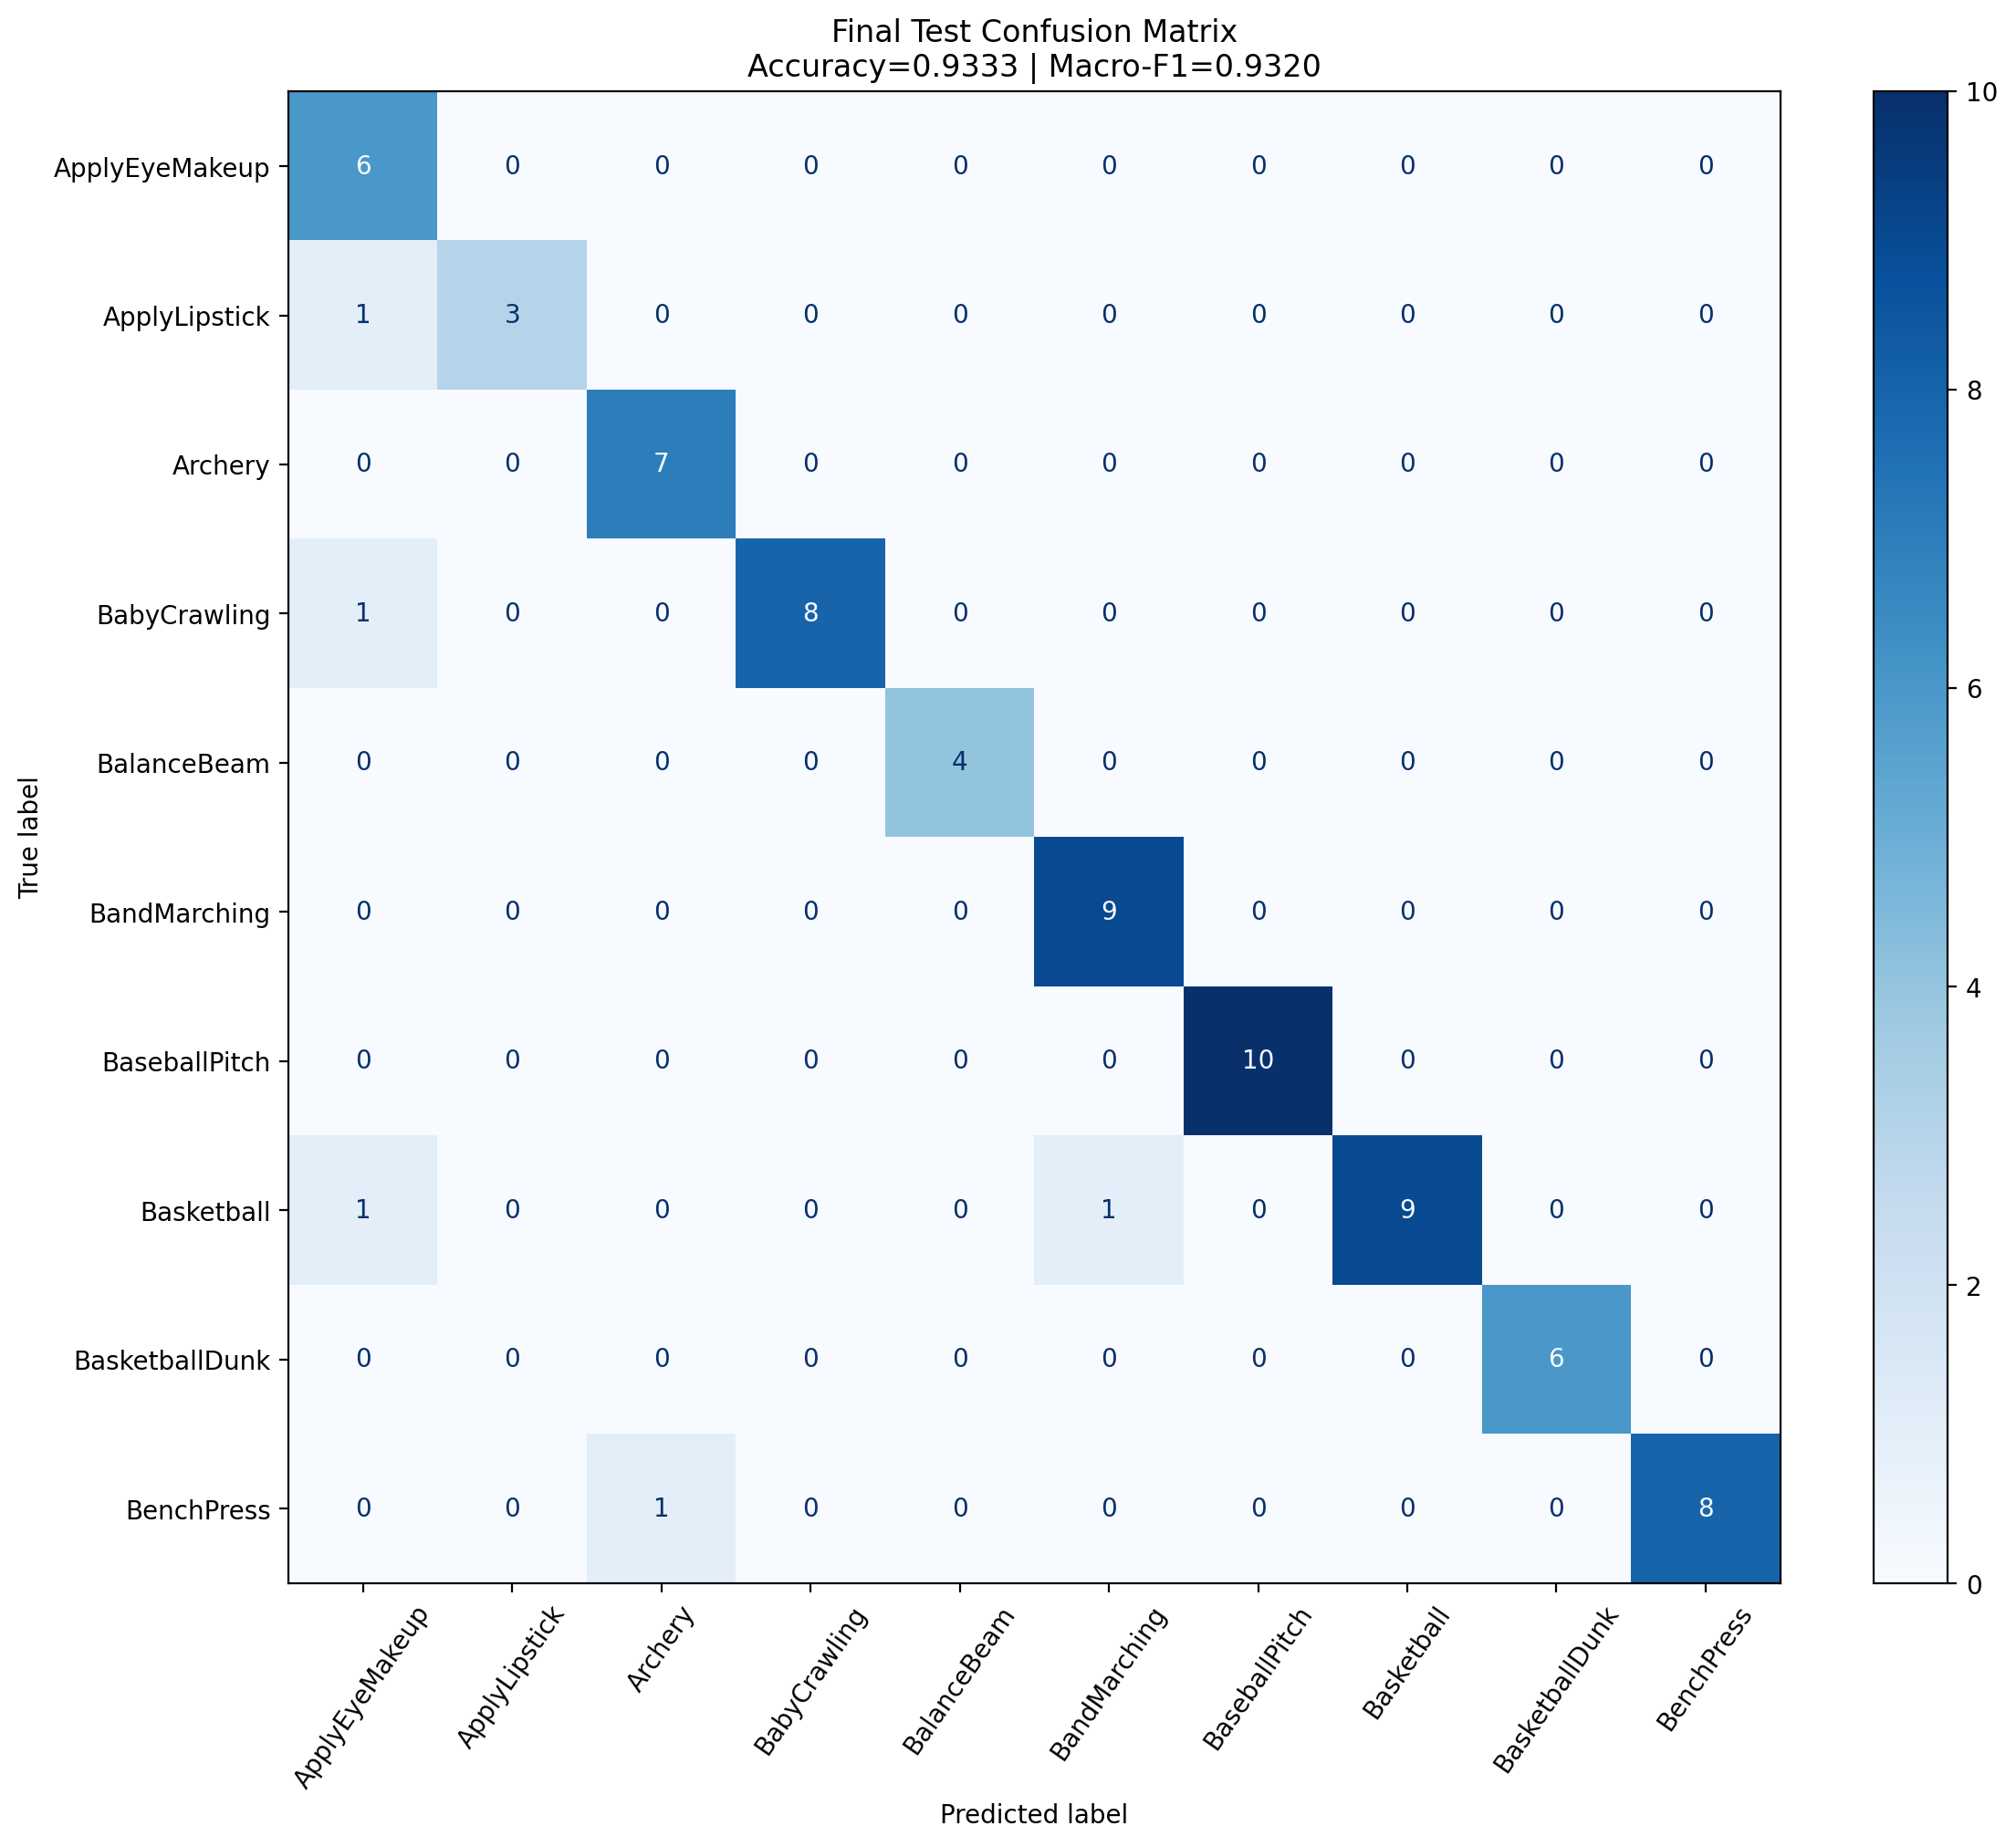 Final Test Confusion Matrix
Accuracy=0.9333 | Macro-F1=0.9320
True label
ApplyEyeMakeup 6 0 0 0 0 0 0 0 0 0
ApplyLipstick 1 3 0 0 0 0 0 0 0 0
Archery 0 0 7 0 0 0 0 0 0 0
BabyCrawling 1 0 0 8 0 0 0 0 0 0
BalanceBeam 0 0 0 0 4 0 0 0 0 0
BandMarching 0 0 0 0 0 9 0 0 0 0
BaseballPitch 0 0 0 0 0 0 10 0 0 0
Basketball 1 0 0 0 0 1 0 9 0 0
BasketballDunk 0 0 0 0 0 0 0 0 6 0
BenchPress 0 0 1 0 0 0 0 0 0 8
ApplyEyeMakeup ApplyLipstick Archery BabyCrawling BalanceBeam BandMarching BaseballPitch Basketball BasketballDunk BenchPress
Predicted label
10
8
6
4
2
0